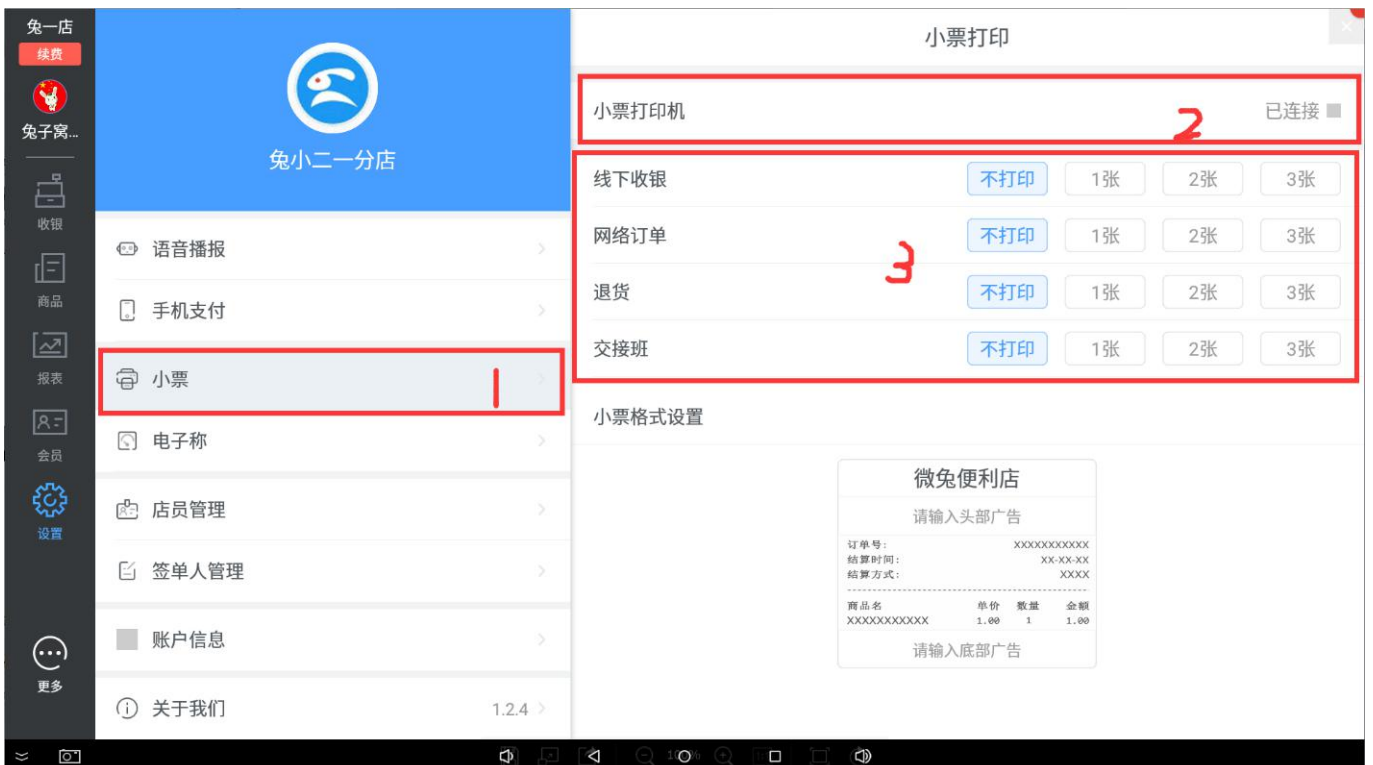 兔一店
续费
兔子窝...
收银
商品
报表
会员
设置
更多
兔小二一分店
语音播报
手机支付
小票
1
电子称
店员管理
签单人管理
账户信息
关于我们 1.2.4
小票打印
小票打印机 2 已连接
线下收银 不打印 1张 2张 3张
网络订单 不打印 1张 2张 3张
3
退货 不打印 1张 2张 3张
交接班 不打印 1张 2张 3张
小票格式设置
微兔便利店
请输入头部广告
订单号: XXXXXXXXXXX
结算时间: XX-XX-XX
结算方式: XXXX
商品名 单价 数量 金额
XXXXXXXXXXX 1.00 1 1.00
请输入底部广告